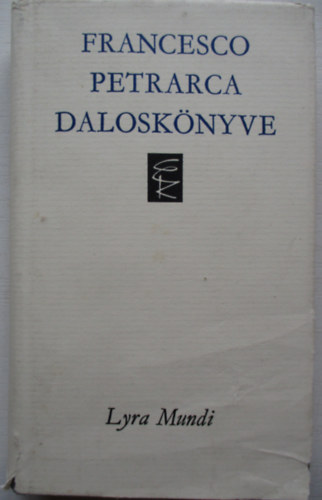 FRANCESCO
PETRARCA
DALOSKÖNYVE
Lyra Mundi